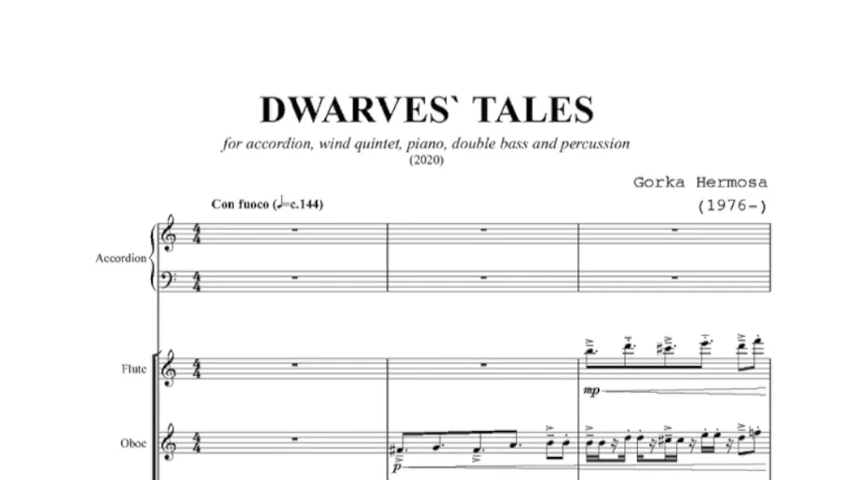 DWARVES` TALES
for accordion, wind quintet, piano, double bass and percussion
(2020)
Gorka Hermosa
(1976-)
Con fuoco (♩=c.144)
Accordion
Flute
mp
Oboe
p